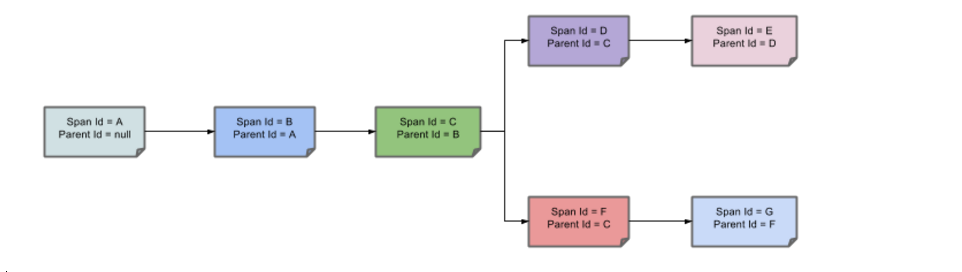 Span Id = A
Parent Id = null
Span Id = B
Parent Id = A
Span Id = C
Parent Id = B
Span Id = D
Parent Id = C
Span Id = E
Parent Id = D
Span Id = F
Parent Id = C
Span Id = G
Parent Id = F